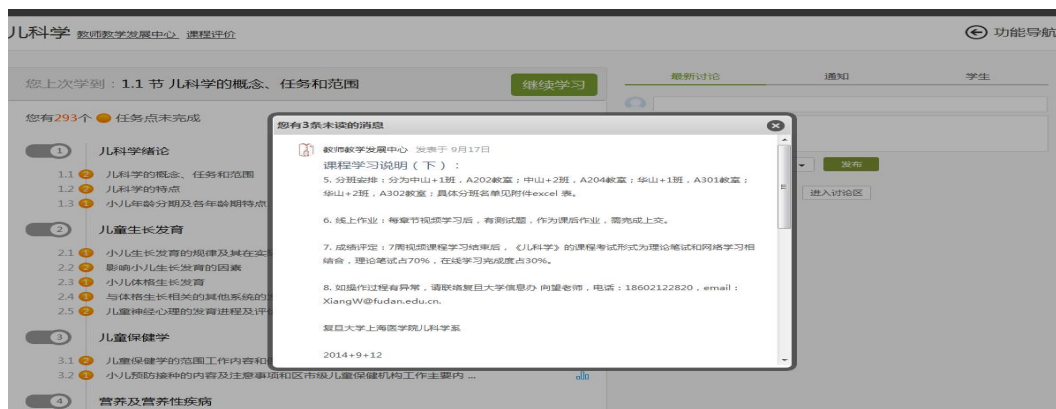 儿科学 教师教学发展中心 课程评价
功能导航
您上次学到：1.1 节 儿科学的概念、任务和范围
继续学习
最新讨论 通知 学生
您有293个 任务点未完成
发布
进入讨论区
1 儿科学绪论
1.1 2 儿科学的概念、任务和范围
1.2 2 儿科学的特点
1.3 1 小儿年龄分期及各年龄期特点
2 儿童生长发育
2.1 1 小儿生长发育的规律及其在实
2.2 2 影响小儿生长发育的因素
2.3 1 小儿体格生长发育
2.4 1 与体格生长相关的其他系统的
2.5 2 儿童神经心理的发育进程及评
3 儿童保健学
3.1 2 儿童保健学的范围工作内容和
3.2 1 小儿预防接种的内容及注意事项和区市级儿童保健机构工作主要内 ...
4 营养及营养性疾病
您有3条未读的消息
教师教学发展中心 发表于 9月17日
课程学习说明（下）：
5. 分班安排：分为中山+1班，A202教室；中山+2班，A204教室；华山+1班，A301教室；
华山+2班，A302教室；具体分班名单见附件excel 表。
6. 线上作业：每章节视频学习后，有测试题，作为课后作业，需完成上交。
7. 成绩评定：7周视频课程学习结束后，《儿科学》的课程考试形式为理论笔试和网络学习相
结合，理论笔试占70%，在线学习完成度占30%。
8. 如操作过程有异常，请联络复旦大学信息办 向望老师，电话：18602122820，email：
XiangW@fudan.edu.cn.
复旦大学上海医学院儿科学系
2014+9+12